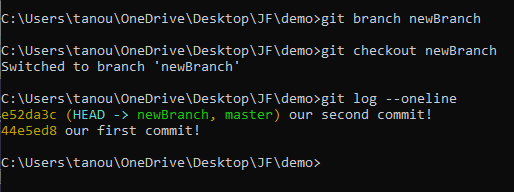 C:\Users\tanou\OneDrive\Desktop\JF\demo>git branch newBranch
C:\Users\tanou\OneDrive\Desktop\JF\demo>git checkout newBranch
Switched to branch 'newBranch'
C:\Users\tanou\OneDrive\Desktop\JF\demo>git log --oneline
e52da3c (HEAD -> newBranch, master) our second commit!
44e5ed8 our first commit!
C:\Users\tanou\OneDrive\Desktop\JF\demo>